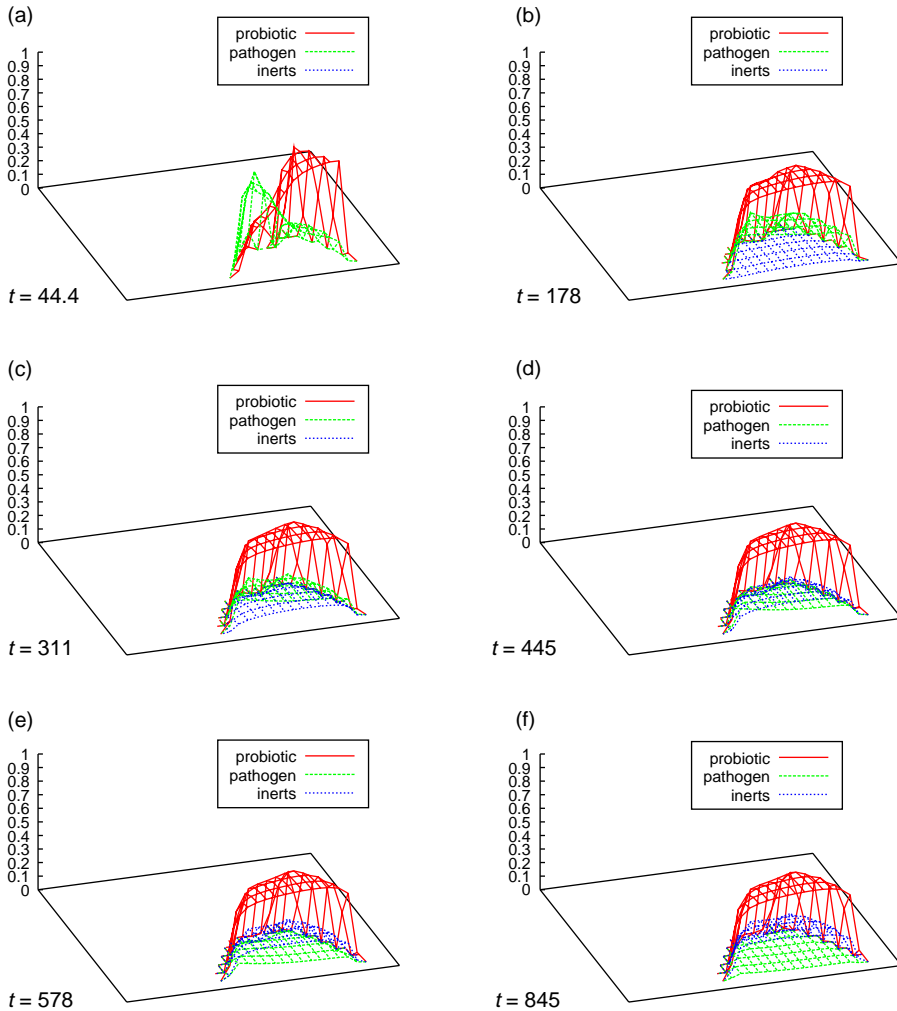 (a)
probiotic
pathogen
inerts
1
0.9
0.8
0.7
0.6
0.5
0.4
0.3
0.2
0.1
0
t = 44.4
(b)
probiotic
pathogen
inerts
1
0.9
0.8
0.7
0.6
0.5
0.4
0.3
0.2
0.1
0
t = 178
(c)
probiotic
pathogen
inerts
1
0.9
0.8
0.7
0.6
0.5
0.4
0.3
0.2
0.1
0
t = 311
(d)
probiotic
pathogen
inerts
1
0.9
0.8
0.7
0.6
0.5
0.4
0.3
0.2
0.1
0
t = 445
(e)
probiotic
pathogen
inerts
1
0.9
0.8
0.7
0.6
0.5
0.4
0.3
0.2
0.1
0
t = 578
(f)
probiotic
pathogen
inerts
1
0.9
0.8
0.7
0.6
0.5
0.4
0.3
0.2
0.1
0
t = 845